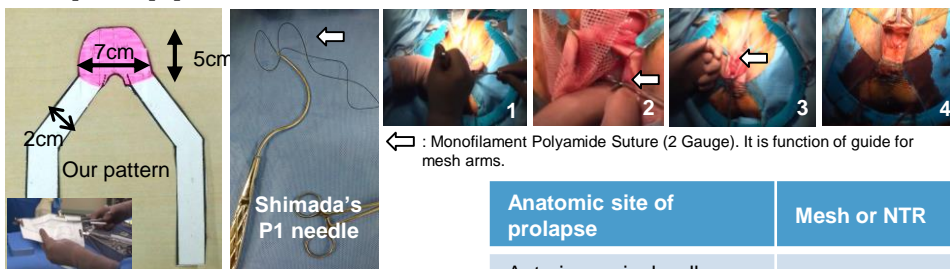 7cm
5cm
2cm
Our pattern
Shimada's
P1 needle
1
2
3
4
: Monofilament Polyamide Suture (2 Gauge). It is function of guide for
mesh arms.
Anatomic site of
prolapse
Mesh or NTR